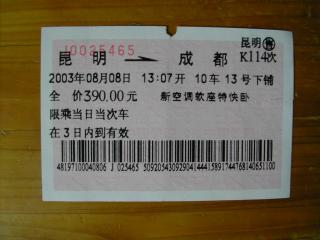 J0025465
昆明售
昆明 → 成都 K114次
2003年08月08日 13:07开 10车 13号下铺
全 价390.00元 新空调软座特快卧
限乘当日当次车
在3日内到有效
48197100040806 J 025465 5092054309290414441589174476814065 1100